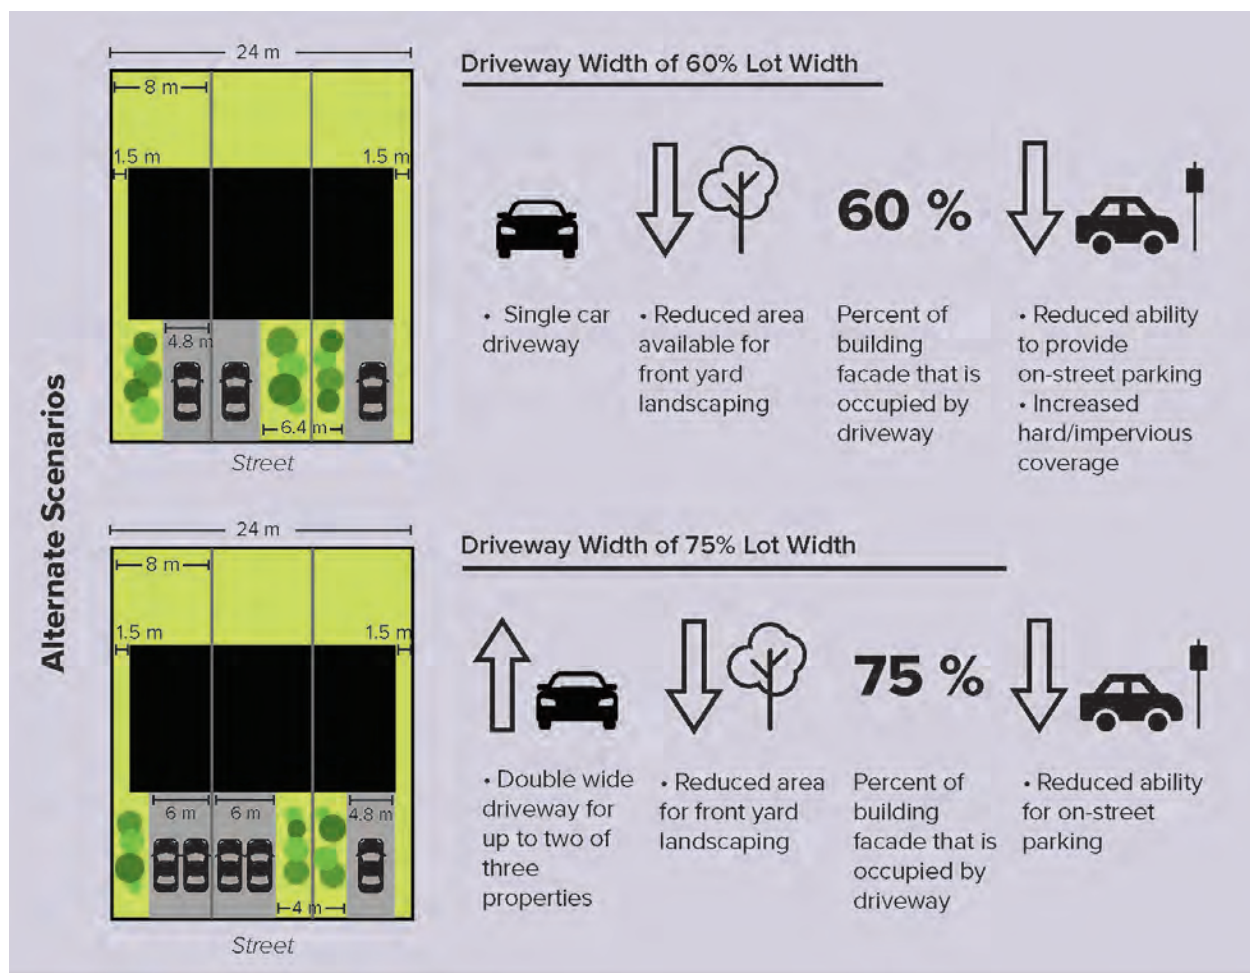 Alternate Scenarios
24 m
8 m
1.5 m
1.5 m
4.8 m
6.4 m
Street
Driveway Width of 60% Lot Width
• Single car
driveway
• Reduced area
available for
front yard
landscaping
60 %
Percent of
building
facade that is
occupied by
driveway
• Reduced ability
to provide
on-street parking
• Increased
hard/impervious
coverage
24 m
8 m
1.5 m
1.5 m
6 m
6 m
4.8 m
4 m
Street
Driveway Width of 75% Lot Width
• Double wide
driveway for
up to two of
three
properties
• Reduced area
for front yard
landscaping
75 %
Percent of
building
facade that is
occupied by
driveway
• Reduced ability
for on-street
parking